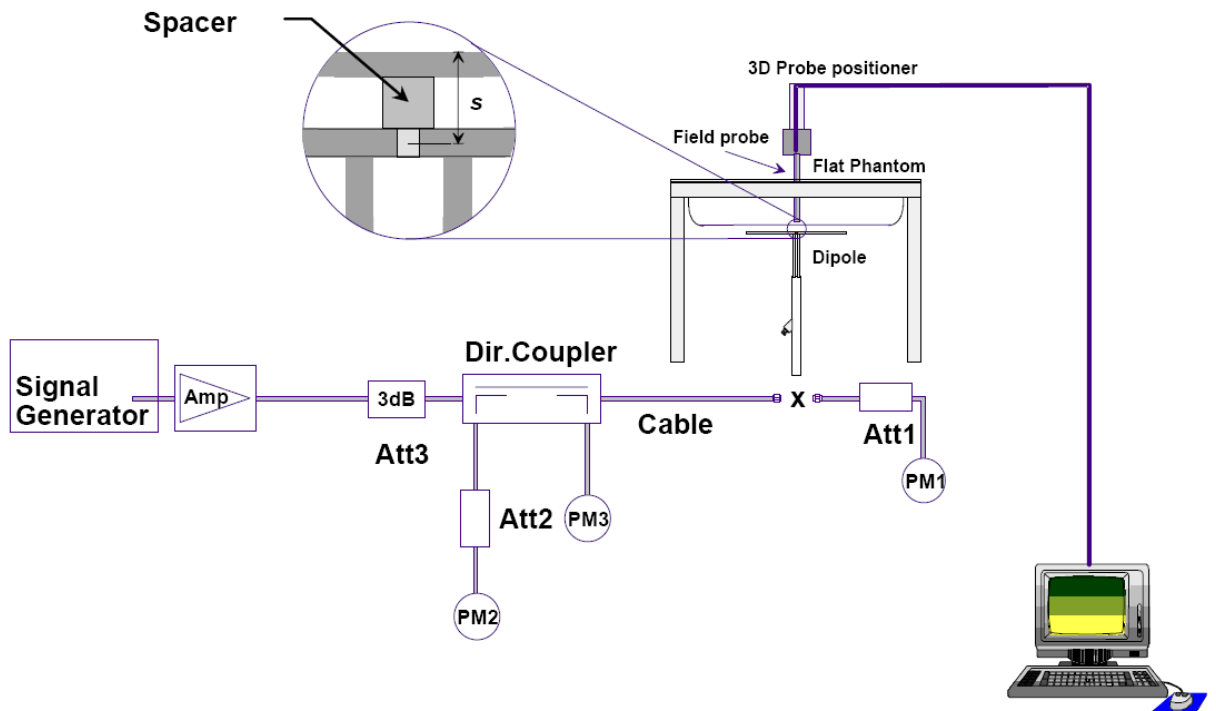 Spacer
s
3D Probe positioner
Field probe
Flat Phantom
Dipole
Signal
Generator
Amp
3dB
Att3
Dir.Coupler
Cable
x
Att1
PM1
Att2
PM3
PM2